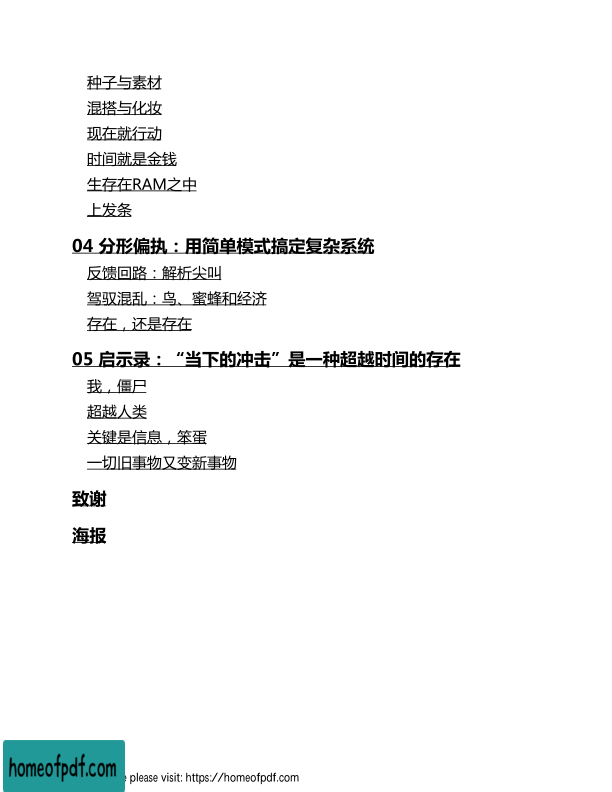 种子与素材
混搭与化妆
现在就行动
时间就是金钱
生存在RAM之中
上发条
04 分形偏执：用简单模式搞定复杂系统
反馈回路：解析尖叫
驾驭混乱：鸟、蜜蜂和经济
存在，还是存在
05 启示录：“当下的冲击”是一种超越时间的存在
我，僵尸
超越人类
关键是信息，笨蛋
一切旧事物又变新事物
致谢
海报
homeofpdf.com
please visit: https://homeofpdf.com